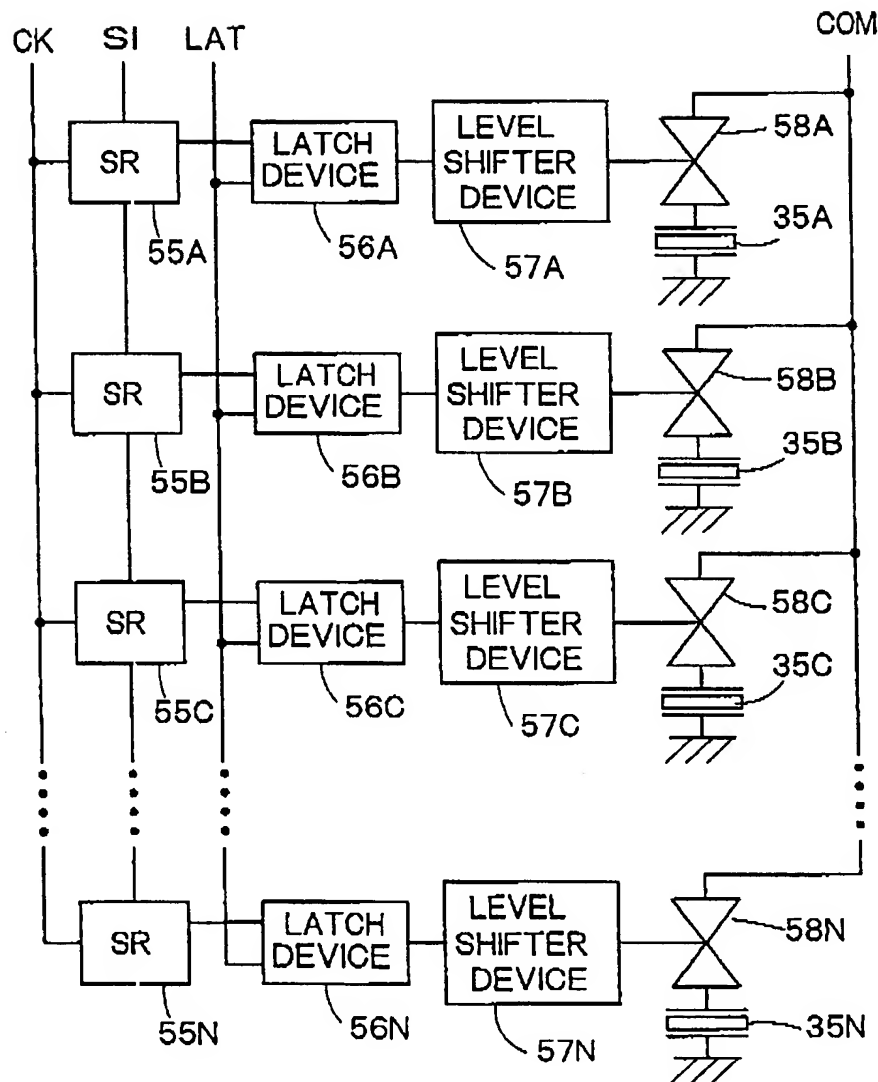 CK SI LAT COM
SR
LATCH
DEVICE
LEVEL
SHIFTER
DEVICE
58A
35A
55A
56A
57A
SR
LATCH
DEVICE
LEVEL
SHIFTER
DEVICE
58B
35B
55B
56B
57B
SR
LATCH
DEVICE
LEVEL
SHIFTER
DEVICE
58C
35C
55C
56C
57C
SR
LATCH
DEVICE
LEVEL
SHIFTER
DEVICE
58N
35N
55N
56N
57N